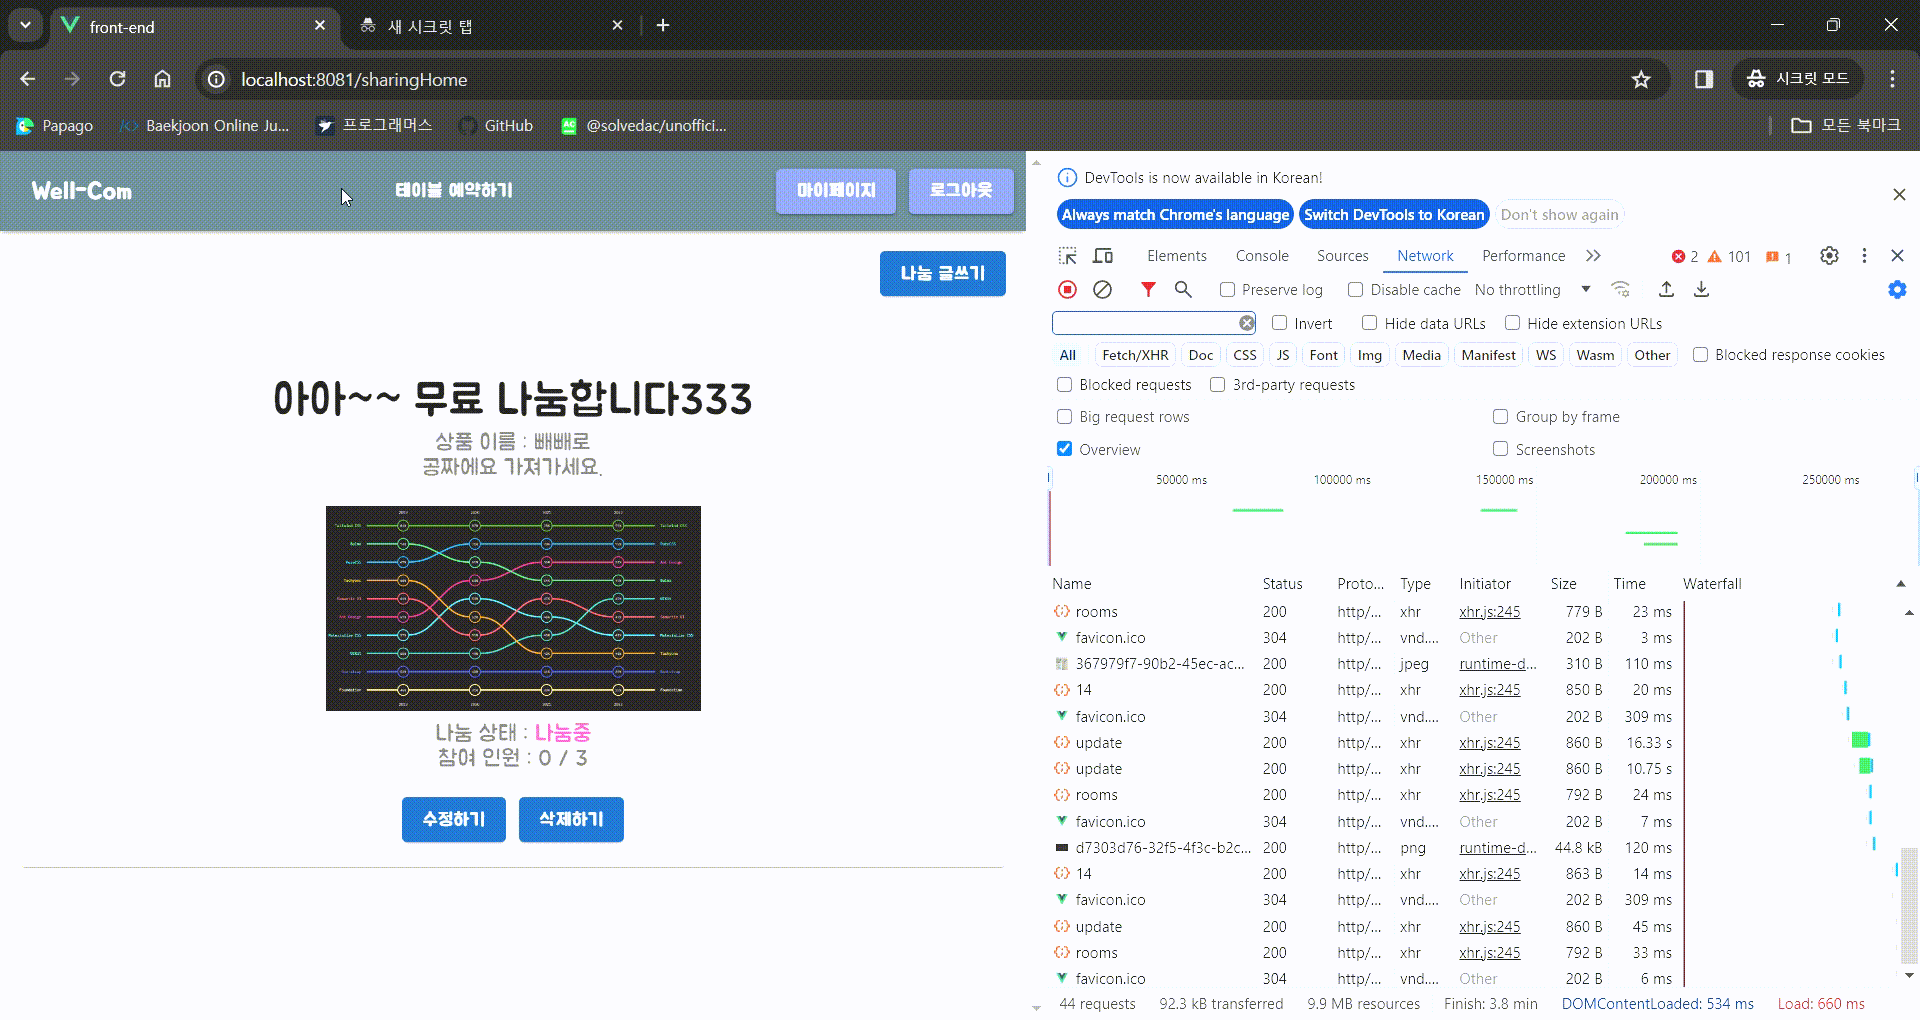 front-end
새 시크릿 탭
localhost:8081/sharingHome
시크릿 모드
Papago
Baekjoon Online Ju...
프로그래머스
GitHub
@solvedac/unoffici...
모든 북마크
Well-Com
테이블 예약하기
마이페이지
로그아웃
나눔 글쓰기
아아~~ 무료 나눔합니다333
상품 이름 : 빼빼로
공짜에요 가져가세요.
나눔 상태 : 나눔중
참여 인원 : 0 / 3
수정하기
삭제하기
DevTools is now available in Korean!
Always match Chrome's language
Switch DevTools to Korean
Don't show again
Elements Console Sources Network Performance 2 101 1
Preserve log Disable cache No throttling
Invert Hide data URLs Hide extension URLs
All Fetch/XHR Doc CSS JS Font Img Media Manifest WS Wasm Other Blocked response cookies
Blocked requests 3rd-party requests
Big request rows Group by frame
Overview Screenshots
50000 ms 100000 ms 150000 ms 200000 ms 250000 ms
Name Status Proto... Type Initiator Size Time Waterfall
rooms 200 http/... xhr xhr.js:245 779 B 23 ms
favicon.ico 304 http/... vnd.... Other 202 B 3 ms
367979f7-90b2-45ec-ac... 200 http/... jpeg runtime-d... 310 B 110 ms
14 200 http/... xhr xhr.js:245 850 B 20 ms
favicon.ico 304 http/... vnd.... Other 202 B 309 ms
update 200 http/... xhr xhr.js:245 860 B 16.33 s
update 200 http/... xhr xhr.js:245 860 B 10.75 s
rooms 200 http/... xhr xhr.js:245 792 B 24 ms
favicon.ico 304 http/... vnd.... Other 202 B 7 ms
d7303d76-32f5-4f3c-b2c... 200 http/... png runtime-d... 44.8 kB 120 ms
14 200 http/... xhr xhr.js:245 863 B 14 ms
favicon.ico 304 http/... vnd.... Other 202 B 309 ms
update 200 http/... xhr xhr.js:245 860 B 45 ms
rooms 200 http/... xhr xhr.js:245 792 B 33 ms
favicon.ico 304 http/... vnd.... Other 202 B 6 ms
44 requests 92.3 kB transferred 9.9 MB resources Finish: 3.8 min DOMContentLoaded: 534 ms Load: 660 ms